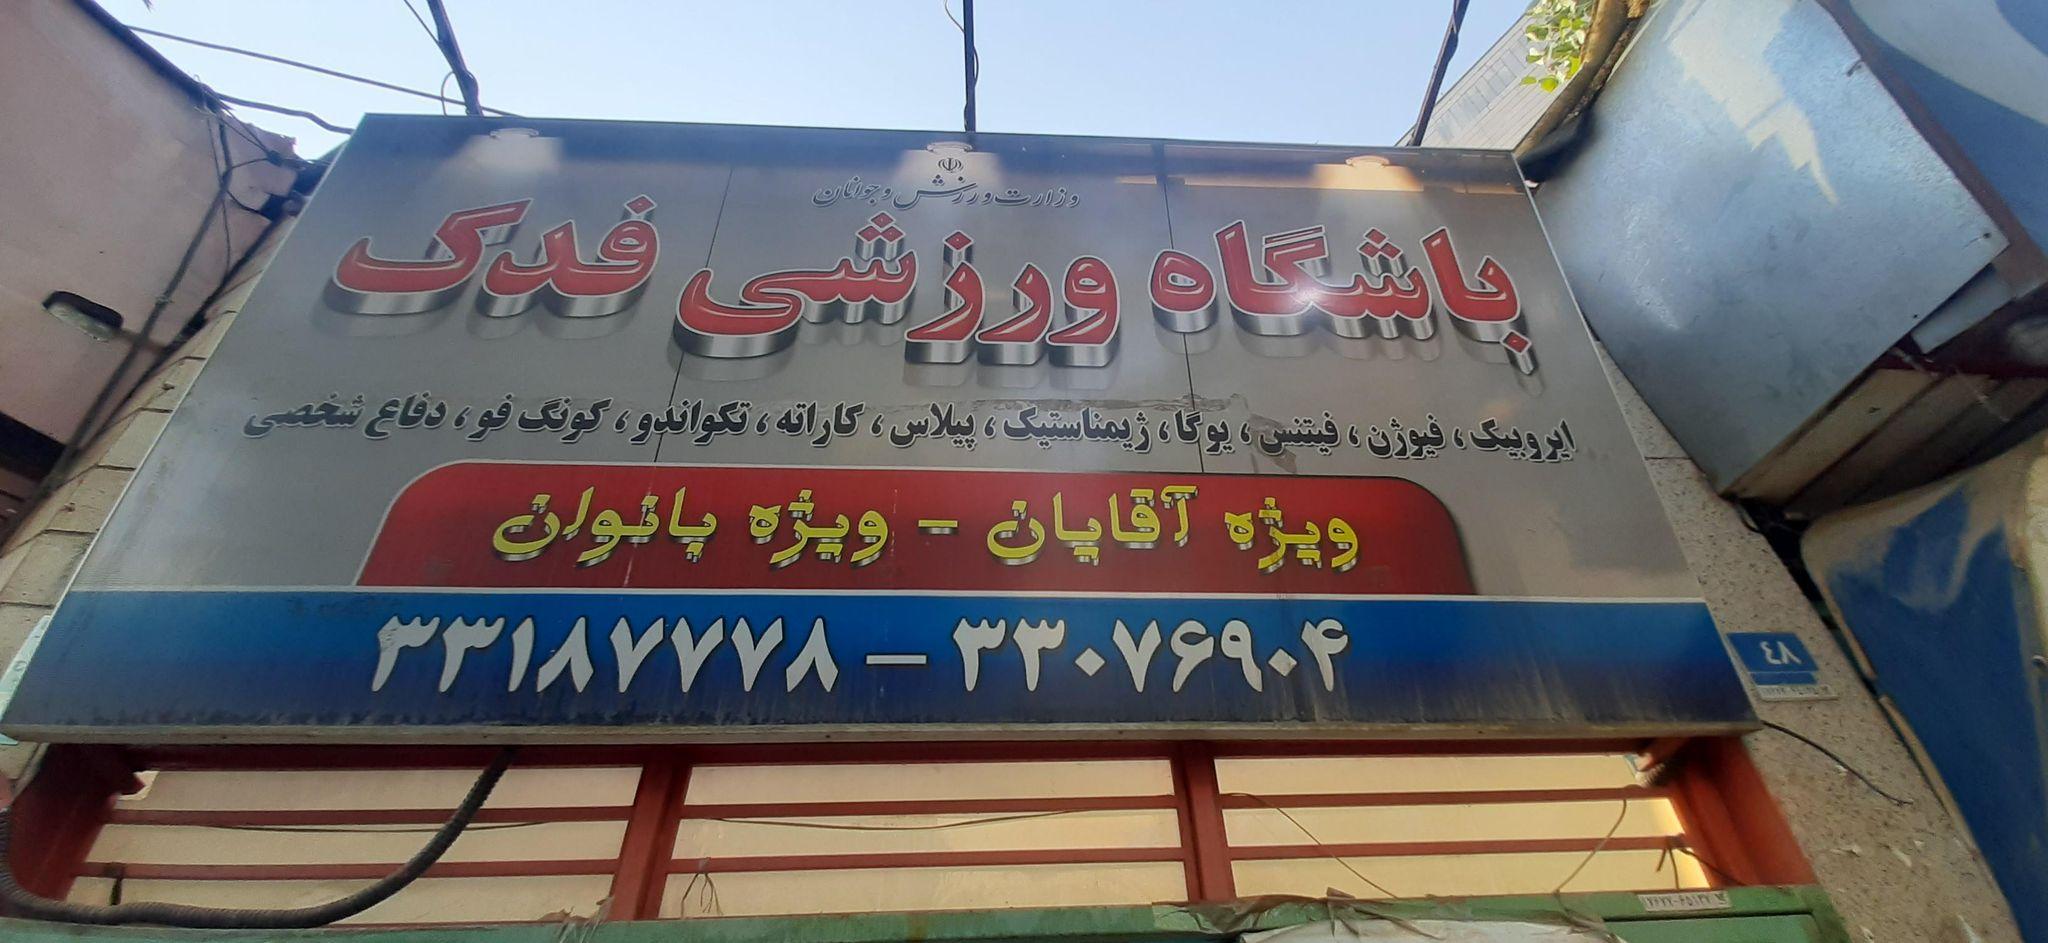 وزارت ورزش و جوانان
باشگاه ورزشی فدک
ایروبیک ، فیوژن ، فیتنس ، یوگا ، ژیمناستیک ، پیلاس ، کاراته ، تکواندو ، کونگ فو ، دفاع شخصی
ویژه آقایان - ویژه بانوان
۳۳۱۸۷۷۷۸ – ۳۳۰۷۶۹۰۴
۴۸